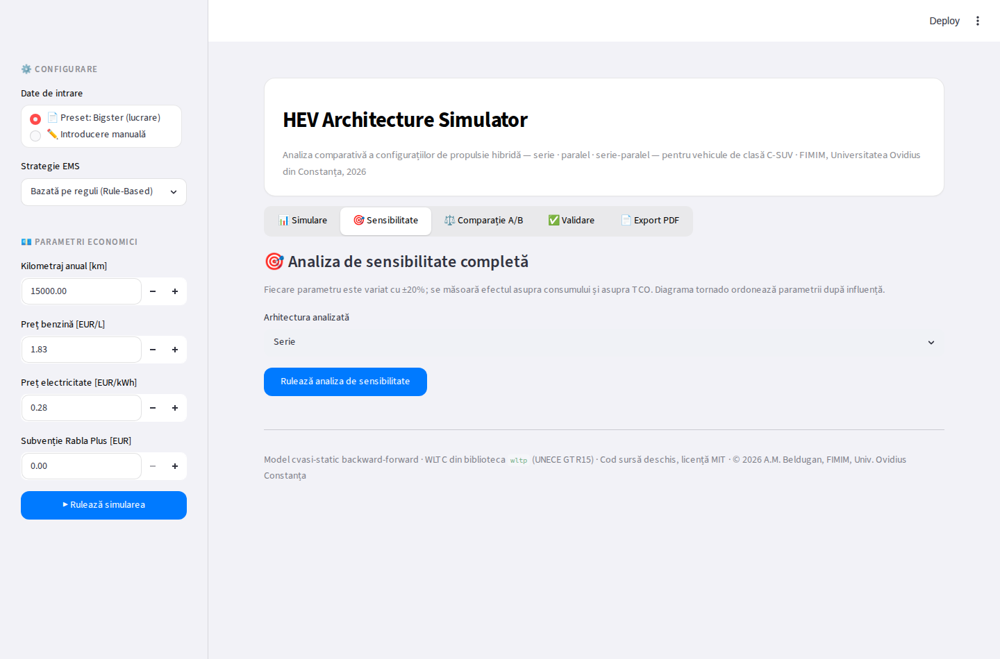 Deploy
⚙️ CONFIGURARE
Date de intrare
📄 Preset: Bigster (lucrare)
✏️ Introducere manuală
Strategie EMS
Bazată pe reguli (Rule-Based)
💶 PARAMETRI ECONOMICI
Kilometraj anual [km]
15000.00
Preț benzină [EUR/L]
1.83
Preț electricitate [EUR/kWh]
0.28
Subvenție Rabla Plus [EUR]
0.00
▶ Rulează simularea
HEV Architecture Simulator
Analiza comparativă a configurațiilor de propulsie hibridă — serie · paralel · serie-paralel — pentru vehicule de clasă C-SUV · FIMIM, Universitatea Ovidius
din Constanța, 2026
📊 Simulare
🎯 Sensibilitate
⚖️ Comparație A/B
✅ Validare
📄 Export PDF
🎯 Analiza de sensibilitate completă
Fiecare parametru este variat cu ±20%; se măsoară efectul asupra consumului și asupra TCO. Diagrama tornado ordonează parametrii după influență.
Arhitectura analizată
Serie
Rulează analiza de sensibilitate
Model cvasi-static backward-forward · WLTC din biblioteca wltp (UNECE GTR15) · Cod sursă deschis, licență MIT · © 2026 A.M. Beldugan, FIMIM, Univ. Ovidius
Constanța